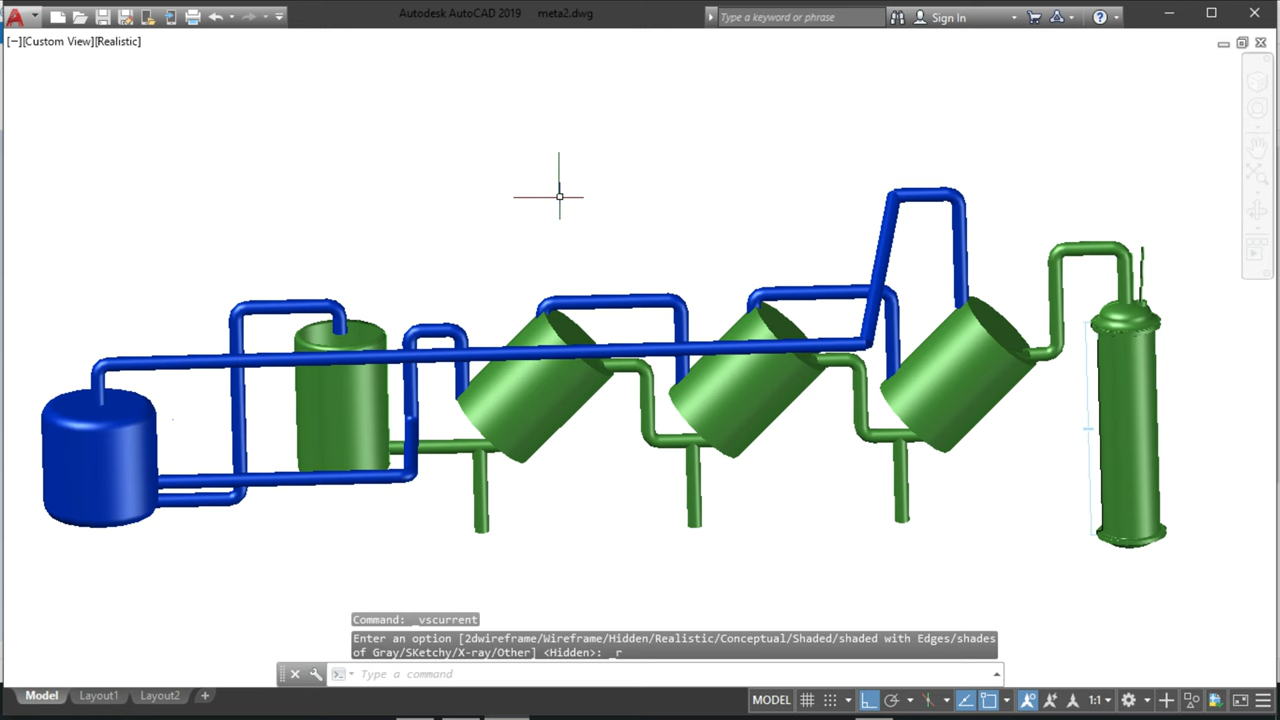 Autodesk AutoCAD 2019 meta2.dwg
Type a keyword or phrase
Sign In
[−][Custom View][Realistic]
Command: _vscurrent
Enter an option [2dwireframe/Wireframe/Hidden/Realistic/Conceptual/Shaded/shaded with Edges/shades
of Gray/SKetchy/X-ray/Other] <Hidden>: _r
Type a command
Model Layout1 Layout2 +
MODEL 1:1